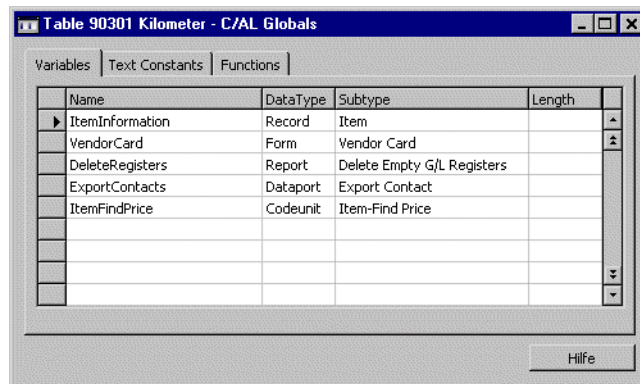 Table 90301 Kilometer - C/AL Globals
Variables Text Constants Functions
Name DataType Subtype Length
ItemInformation Record Item
VendorCard Form Vendor Card
DeleteRegisters Report Delete Empty G/L Registers
ExportContacts Dataport Export Contact
ItemFindPrice Codeunit Item-Find Price
Hilfe